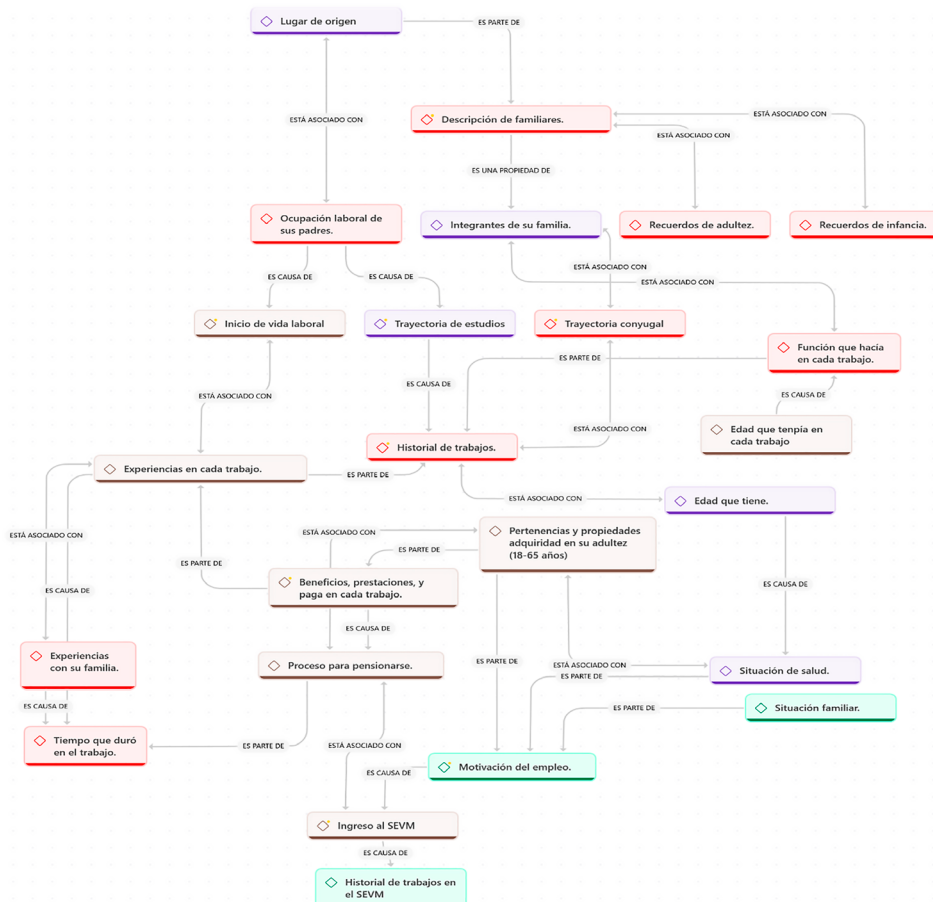 Lugar de origen
ES PARTE DE
ESTÁ ASOCIADO CON
Descripción de familiares.
ESTÁ ASOCIADO CON
ESTÁ ASOCIADO CON
ES UNA PROPIEDAD DE
Ocupación laboral de
sus padres.
Integrantes de su familia.
Recuerdos de adultez.
Recuerdos de infancia.
ES CAUSA DE
ES CAUSA DE
ESTÁ ASOCIADO CON
ESTÁ ASOCIADO CON
Inicio de vida laboral
Trayectoria de estudios
Trayectoria conyugal
Función que hacía
en cada trabajo.
ES PARTE DE
ES CAUSA DE
ES CAUSA DE
ESTÁ ASOCIADO CON
ESTÁ ASOCIADO CON
Edad que tenpía en
cada trabajo
Historial de trabajos.
Experiencias en cada trabajo.
ES PARTE DE
ESTÁ ASOCIADO CON
Edad que tiene.
ESTÁ ASOCIADO CON
ESTÁ ASOCIADO CON
Pertenencias y propiedades
adquiridad en su adultez
(18-65 años)
ES PARTE DE
ES PARTE DE
ES CAUSA DE
Beneficios, prestaciones, y
paga en cada trabajo.
ES CAUSA DE
ES CAUSA DE
Experiencias
con su familia.
Proceso para pensionarse.
ES PARTE DE
ESTÁ ASOCIADO CON
ES PARTE DE
Situación de salud.
ES CAUSA DE
ES PARTE DE
Situación familiar.
Tiempo que duró
en el trabajo.
ES PARTE DE
ESTÁ ASOCIADO CON
Motivación del empleo.
ES CAUSA DE
Ingreso al SEVM
ES CAUSA DE
Historial de trabajos en
el SEVM